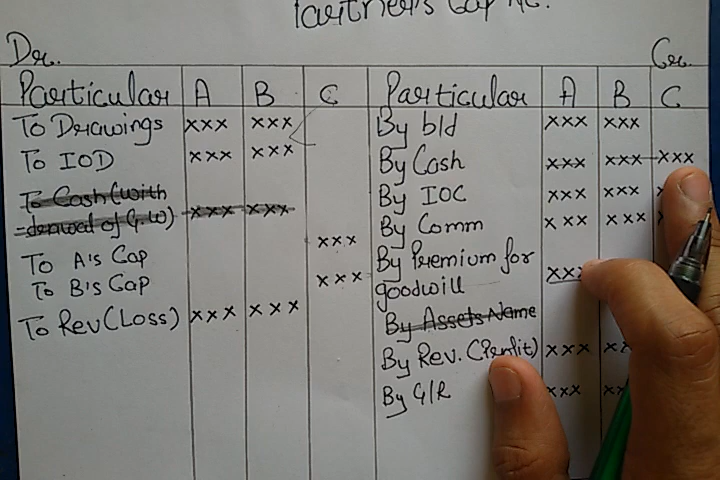 Partner's Cap A/c.
Dr. Cr.
Particular A B C Particular A B C
To Drawings xxx xxx By b/d xxx xxx
To IOD xxx xxx By Cash xxx xxx xxx
To Cash (with
=derwal of G.W) xxx xxx By IOC xxx xxx
By Comm xxx xxx
To A's Cap xxx By Premium for
To B's Cap xxx goodwill xxx
To Rev (Loss) xxx xxx By Assets Name
By Rev. (Profit) xxx
By G/R xxx